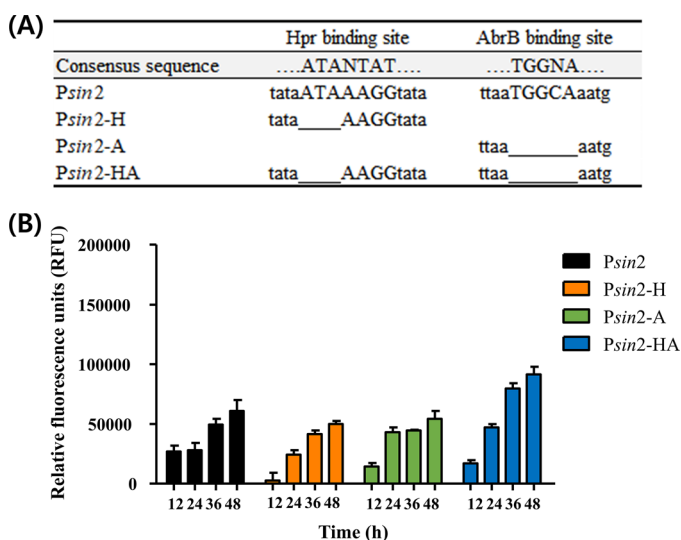 (A)
Hpr binding site AbrB binding site
Consensus sequence ....ATANTAT.... ....TGGNA....
Psin2 tataATAAAGGtata ttaaTGGCAaatg
Psin2-H tata____AAGGtata
Psin2-A ttaa_______aatg
Psin2-HA tata____AAGGtata ttaa_______aatg
(B)
Relative fluorescence units (RFU)
200000
150000
100000
50000
0
12 24 36 48 12 24 36 48 12 24 36 48 12 24 36 48
Time (h)
Psin2
Psin2-H
Psin2-A
Psin2-HA